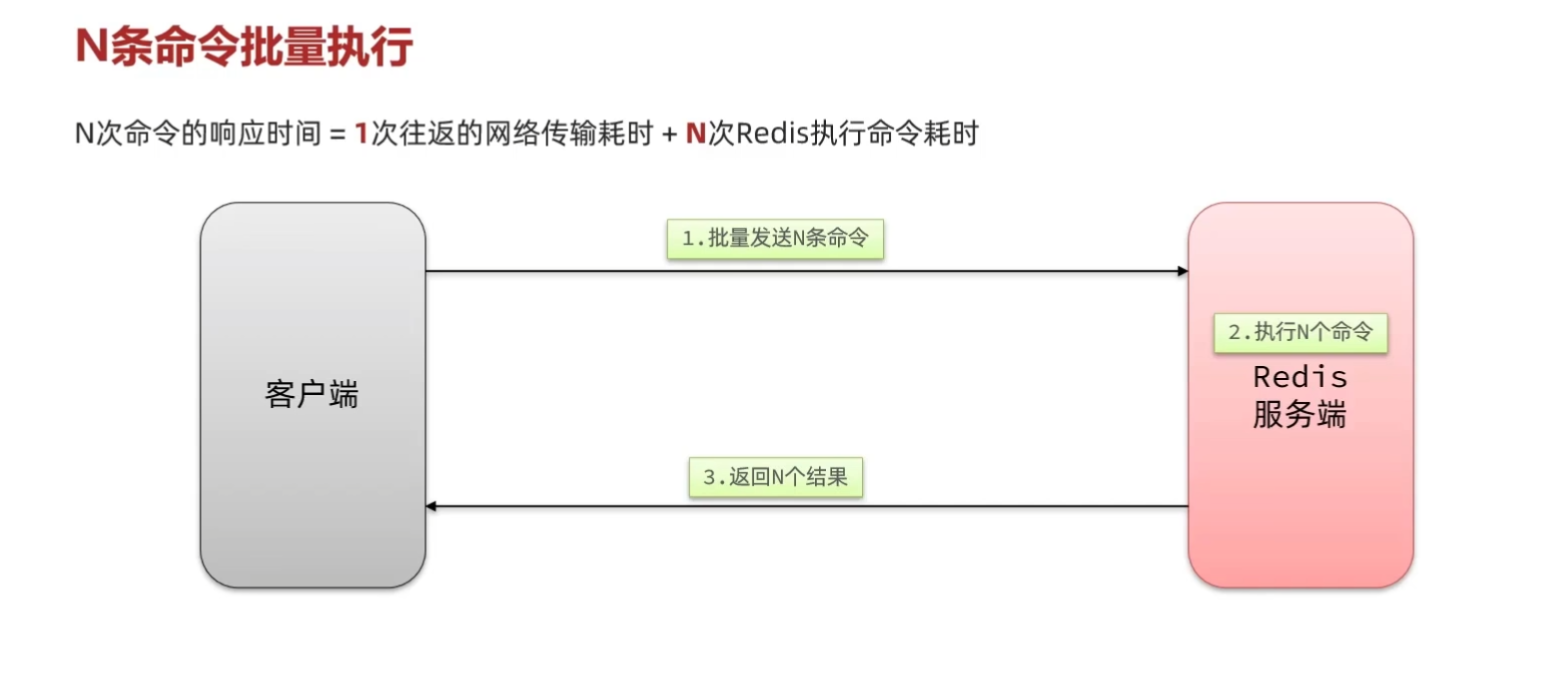 N条命令批量执行
N次命令的响应时间 = 1次往返的网络传输耗时 + N次Redis执行命令耗时
1.批量发送N条命令
2.执行N个命令
客户端
Redis
服务端
3.返回N个结果